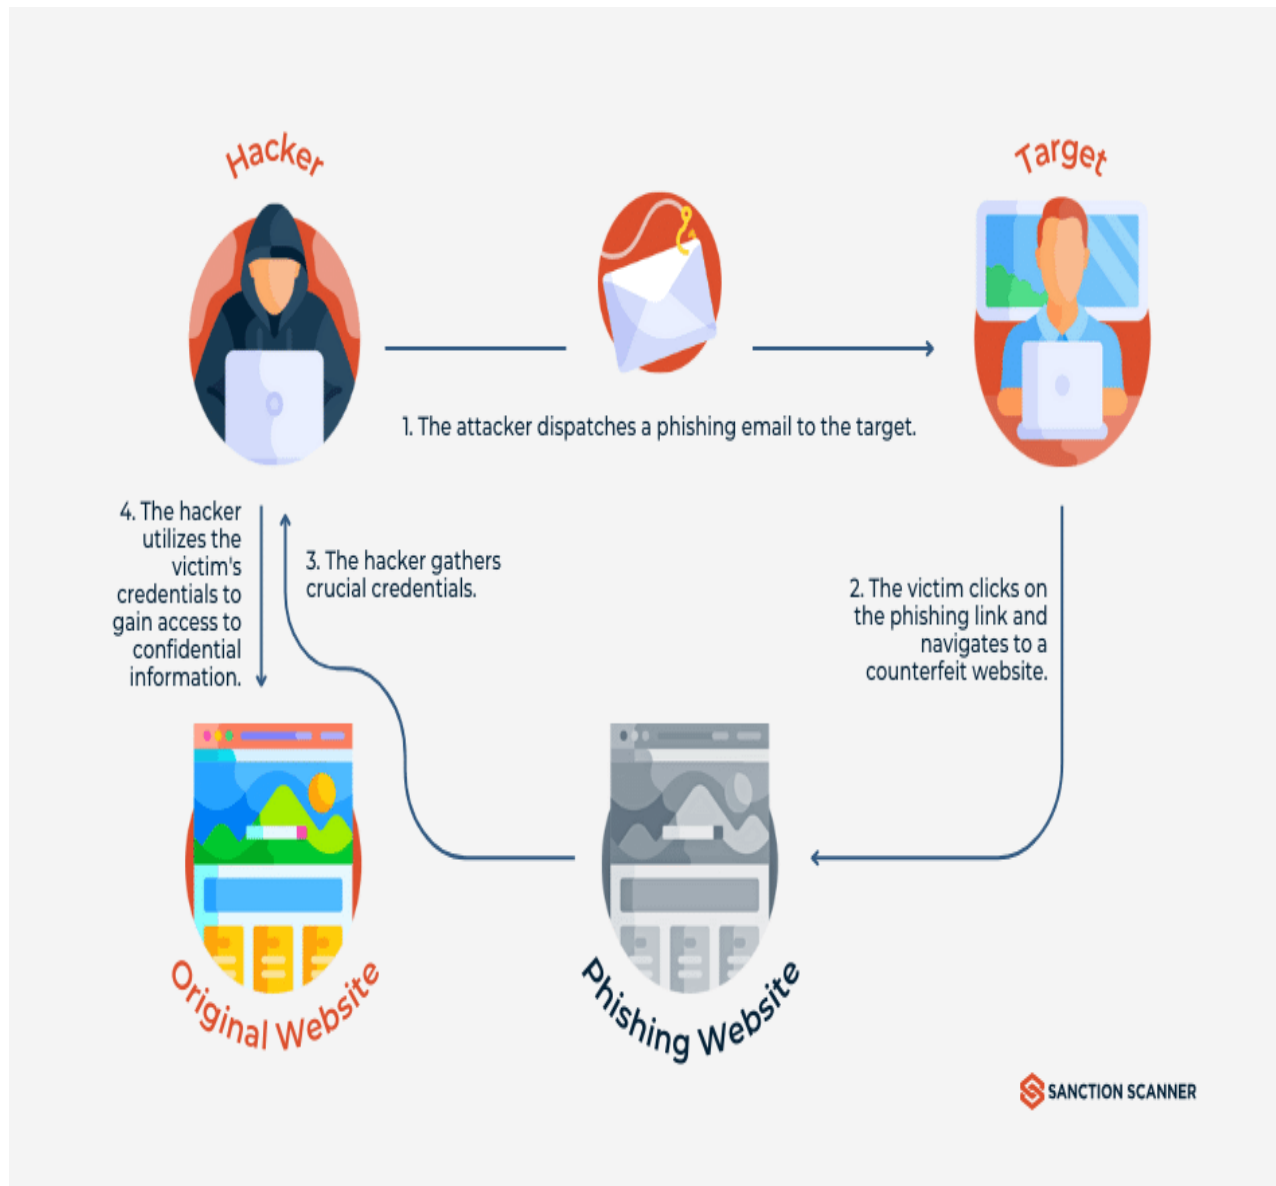 Hacker
Target
1. The attacker dispatches a phishing email to the target.
4. The hacker
utilizes the
victim's
credentials to
gain access to
confidential
information.
3. The hacker gathers
crucial credentials.
2. The victim clicks on
the phishing link and
navigates to a
counterfeit website.
Original Website
Phishing Website
SANCTION SCANNER